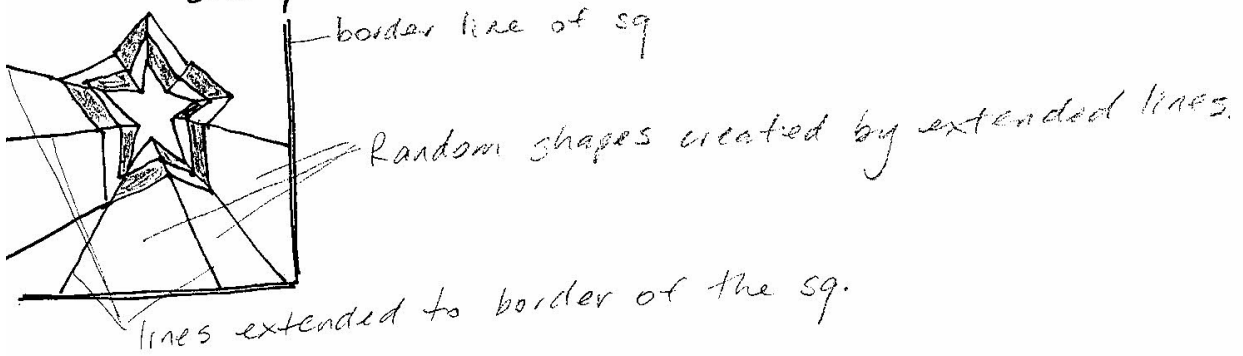 border line of sq
Random shapes created by extended lines.
lines extended to border of the sq.